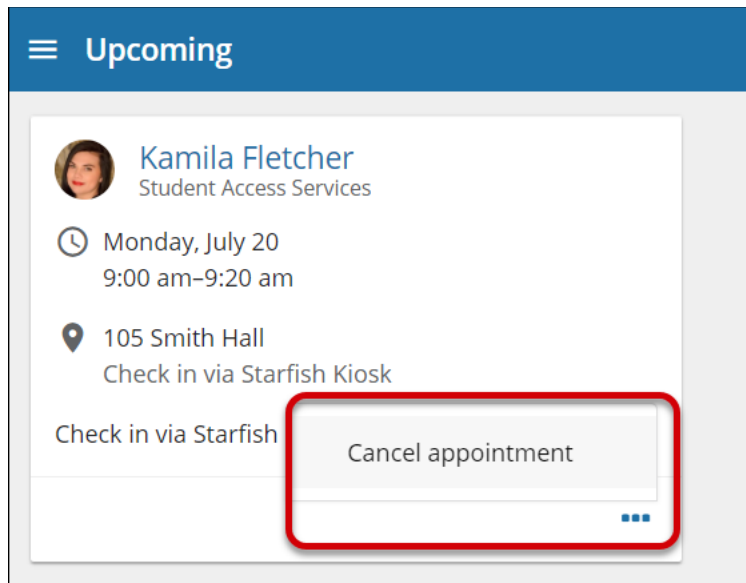 Upcoming
Kamila Fletcher
Student Access Services
Monday, July 20
9:00 am–9:20 am
105 Smith Hall
Check in via Starfish Kiosk
Check in via Starfish
Cancel appointment